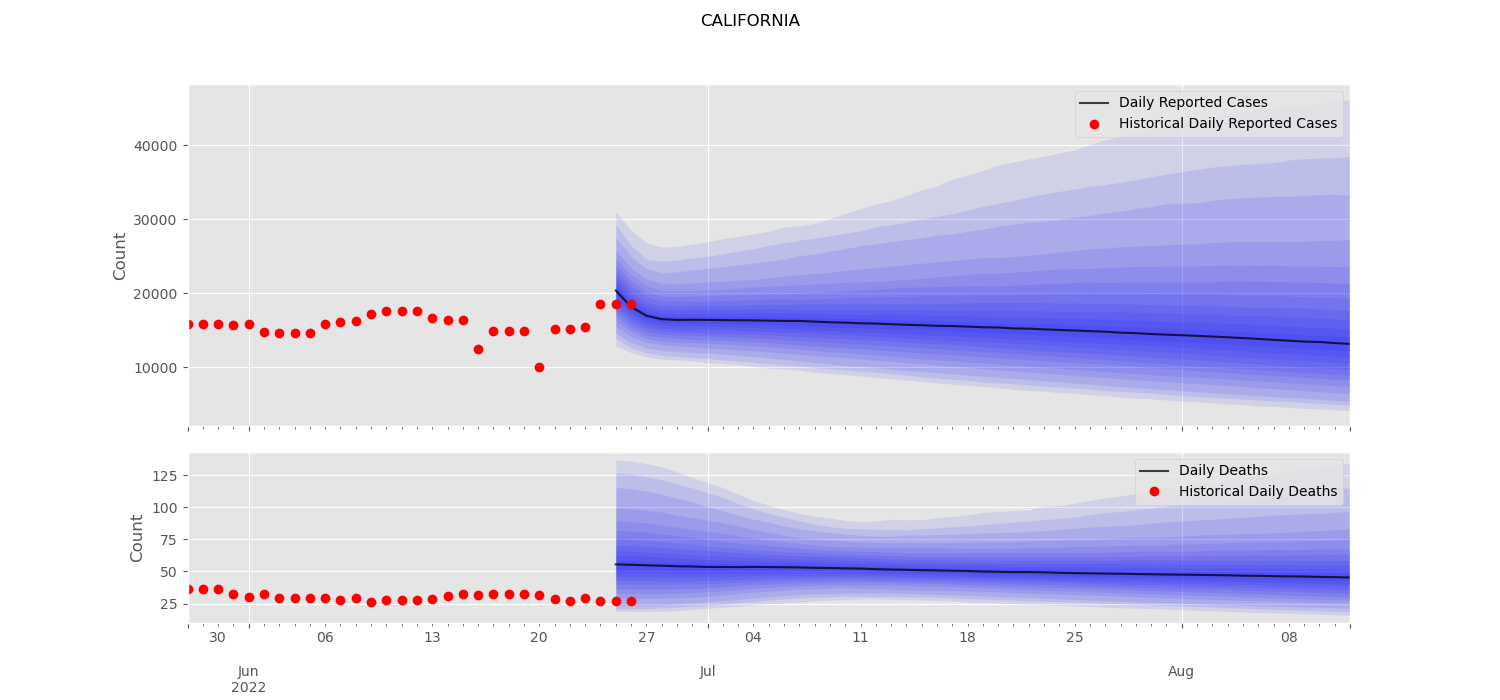 CALIFORNIA
Count
40000
30000
20000
10000
Daily Reported Cases
Historical Daily Reported Cases
Count
125
100
75
50
25
Daily Deaths
Historical Daily Deaths
30 06 13 20 27 04 11 18 25 08
Jun Jul Aug
2022